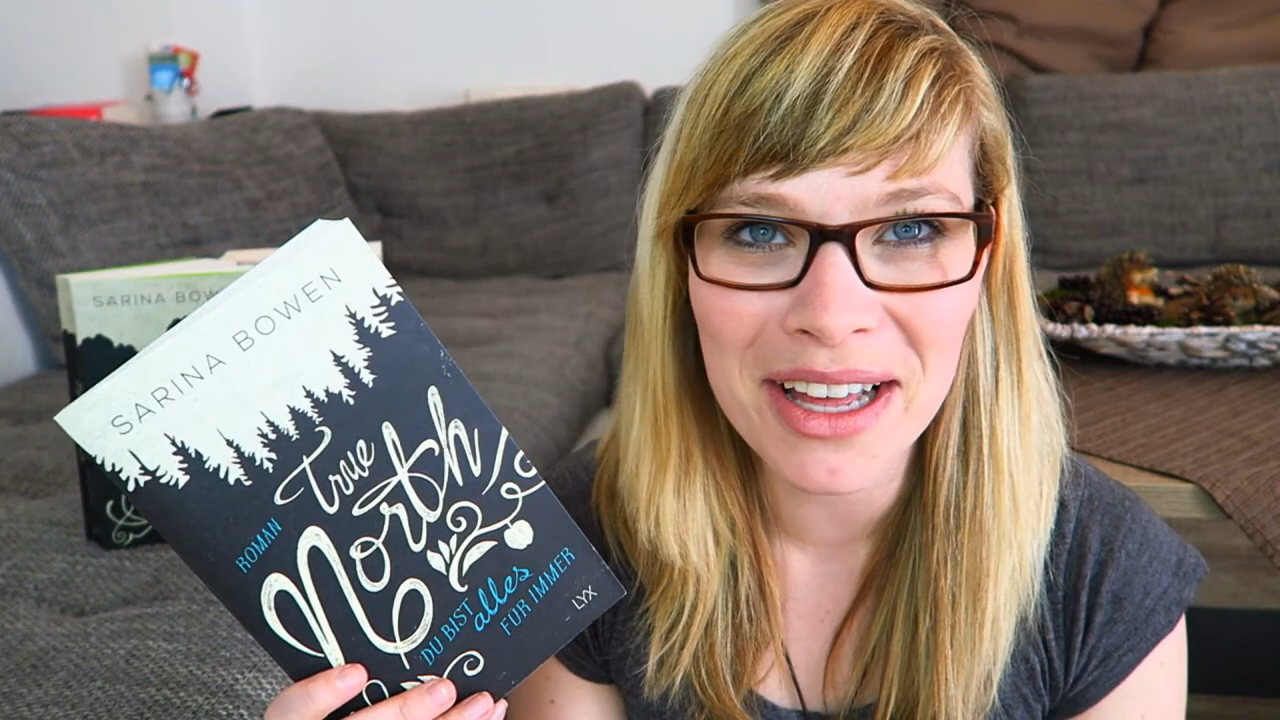 SARINA BOWEN
True
North
ROMAN
DU BIST alles
FÜR IMMER
LYX
SARINA BOW